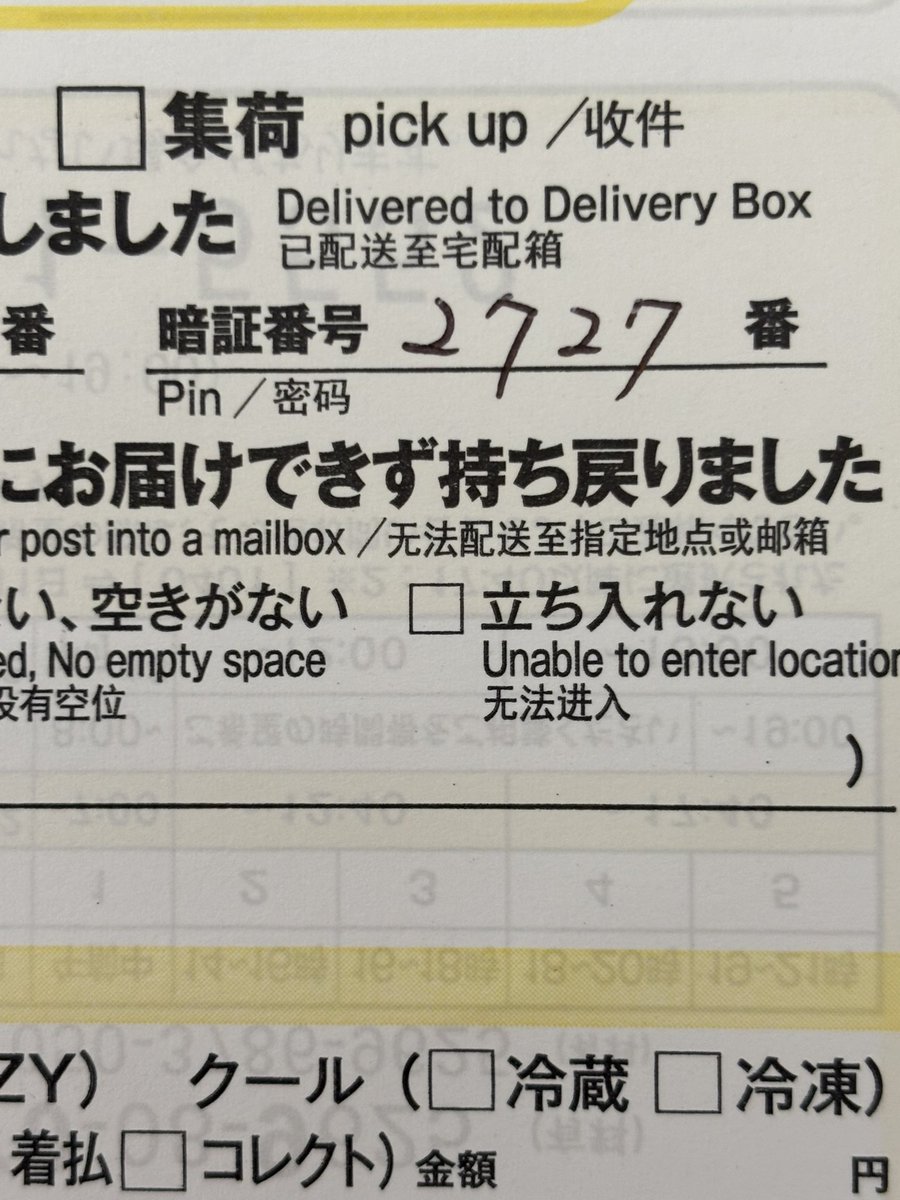 集荷 pick up /收件
しました Delivered to Delivery Box
已配送至宅配箱
番 暗証番号 2727 番
Pin/密码
にお届けできず持ち戻りました
r post into a mailbox/无法配送至指定地点或邮箱
い、空きがない 立ち入れない
ed, No empty space Unable to enter location
没有空位 无法进入
)
ZY) クール (冷蔵 冷凍)
着払 コレクト) 金額 円